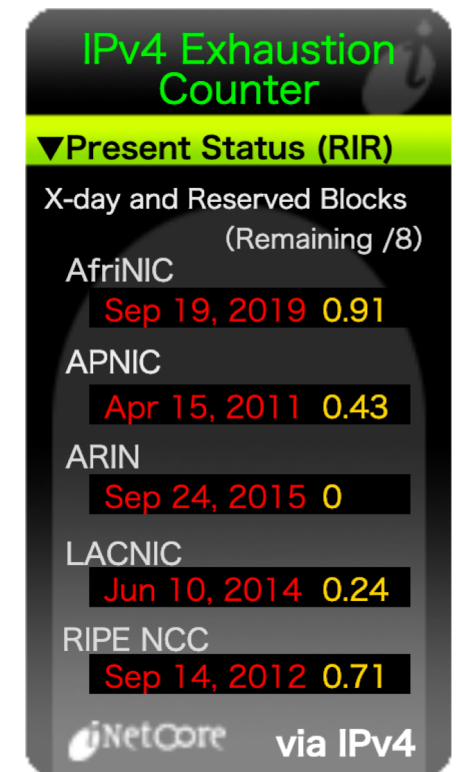 IPv4 Exhaustion
Counter
▼Present Status (RIR)
X-day and Reserved Blocks
(Remaining /8)
AfriNIC
Sep 19, 2019 0.91
APNIC
Apr 15, 2011 0.43
ARIN
Sep 24, 2015 0
LACNIC
Jun 10, 2014 0.24
RIPE NCC
Sep 14, 2012 0.71
iNetCore via IPv4